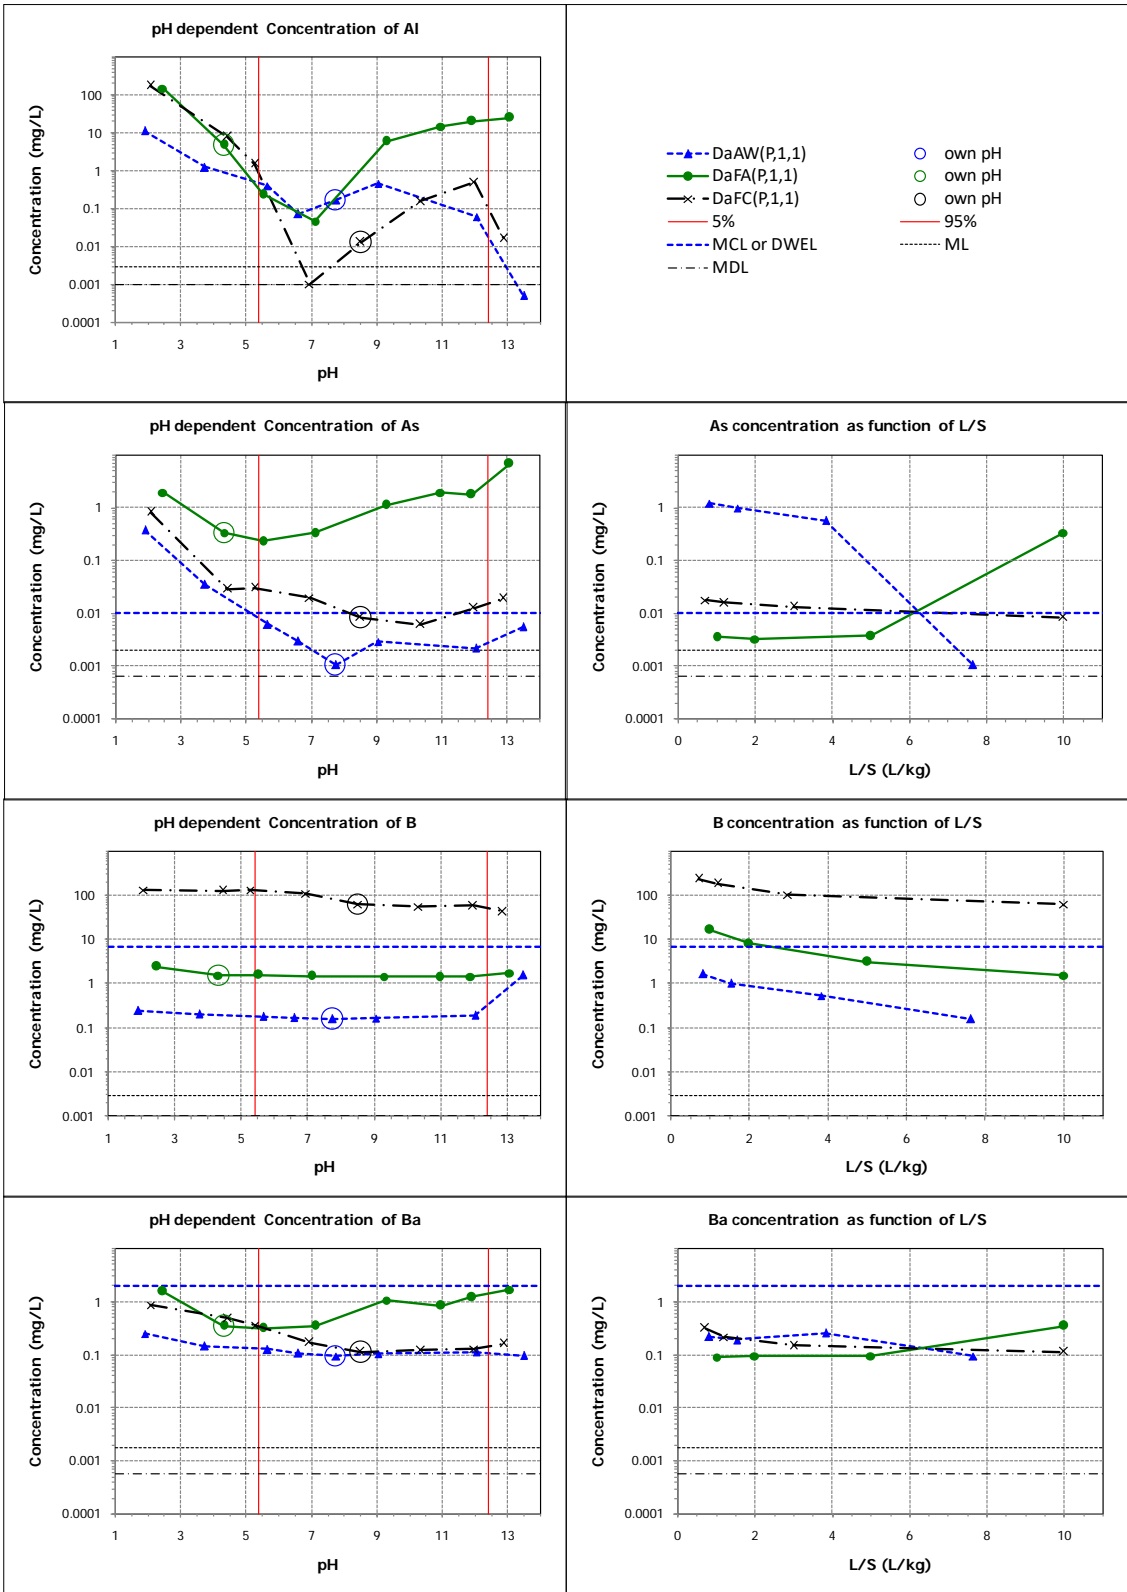 pH dependent Concentration of Al
Concentration (mg/L)
100
10
1
0.1
0.01
0.001
0.0001
1 3 5 7 9 11 13
pH
DaAW(P,1,1) own pH
DaFA(P,1,1) own pH
DaFC(P,1,1) own pH
5% 95%
MCL or DWEL ML
MDL
pH dependent Concentration of As
Concentration (mg/L)
1
0.1
0.01
0.001
0.0001
1 3 5 7 9 11 13
pH
As concentration as function of L/S
Concentration (mg/L)
1
0.1
0.01
0.001
0.0001
0 2 4 6 8 10
L/S (L/kg)
pH dependent Concentration of B
Concentration (mg/L)
100
10
1
0.1
0.01
0.001
1 3 5 7 9 11 13
pH
B concentration as function of L/S
Concentration (mg/L)
100
10
1
0.1
0.01
0.001
0 2 4 6 8 10
L/S (L/kg)
pH dependent Concentration of Ba
Concentration (mg/L)
1
0.1
0.01
0.001
0.0001
1 3 5 7 9 11 13
pH
Ba concentration as function of L/S
Concentration (mg/L)
1
0.1
0.01
0.001
0.0001
0 2 4 6 8 10
L/S (L/kg)